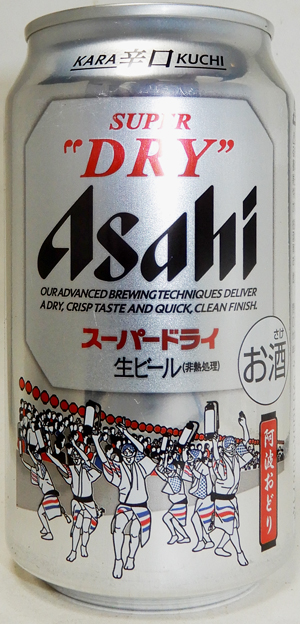 KARA 辛口 KUCHI
SUPER
"DRY"
Asahi
OUR ADVANCED BREWING TECHNIQUES DELIVER
A DRY, CRISP TASTE AND QUICK, CLEAN FINISH.
スーパードライ
生ビール(非熱処理)
さけ
お酒
阿波おどり